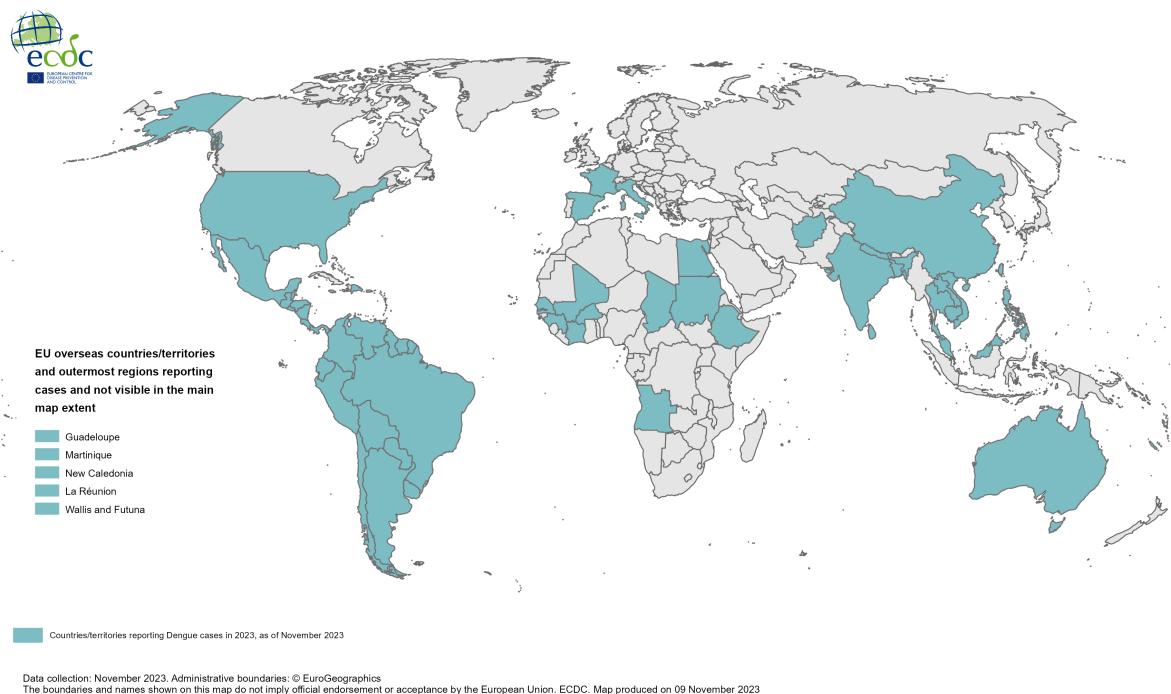 ecdc
EUROPEAN CENTRE FOR
DISEASE PREVENTION
AND CONTROL
EU overseas countries/territories
and outermost regions reporting
cases and not visible in the main
map extent
Guadeloupe
Martinique
New Caledonia
La Réunion
Wallis and Futuna
Countries/territories reporting Dengue cases in 2023, as of November 2023
Data collection: November 2023. Administrative boundaries: © EuroGeographics
The boundaries and names shown on this map do not imply official endorsement or acceptance by the European Union. ECDC. Map produced on 09 November 2023